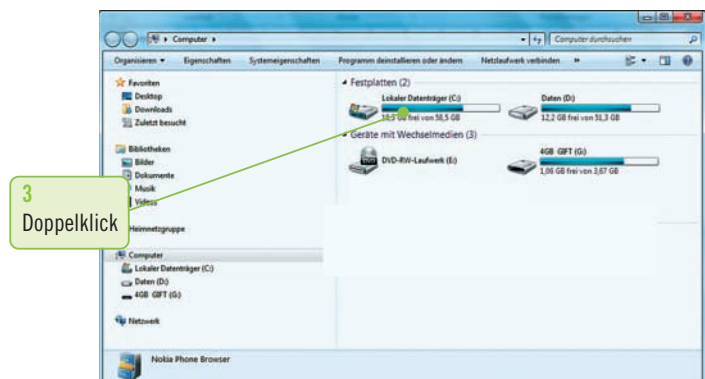 Computer
Computer durchsuchen
Organisieren Eigenschaften Systemeigenschaften Programm deinstallieren oder ändern Netzlaufwerk verbinden »
Favoriten
Desktop
Downloads
Zuletzt besucht
Bibliotheken
Bilder
Dokumente
Musik
Videos
Heimnetzgruppe
Computer
Lokaler Datenträger (C:)
Daten (D:)
4GB GIFT (G:)
Netzwerk
Festplatten (2)
Lokaler Datenträger (C:)
GB frei von 58,5 GB
Daten (D:)
12,2 GB frei von 51,3 GB
Geräte mit Wechselmedien (3)
DVD-RW-Laufwerk (E:)
4GB GIFT (G:)
1,06 GB frei von 3,67 GB
3
Doppelklick
Nokia Phone Browser